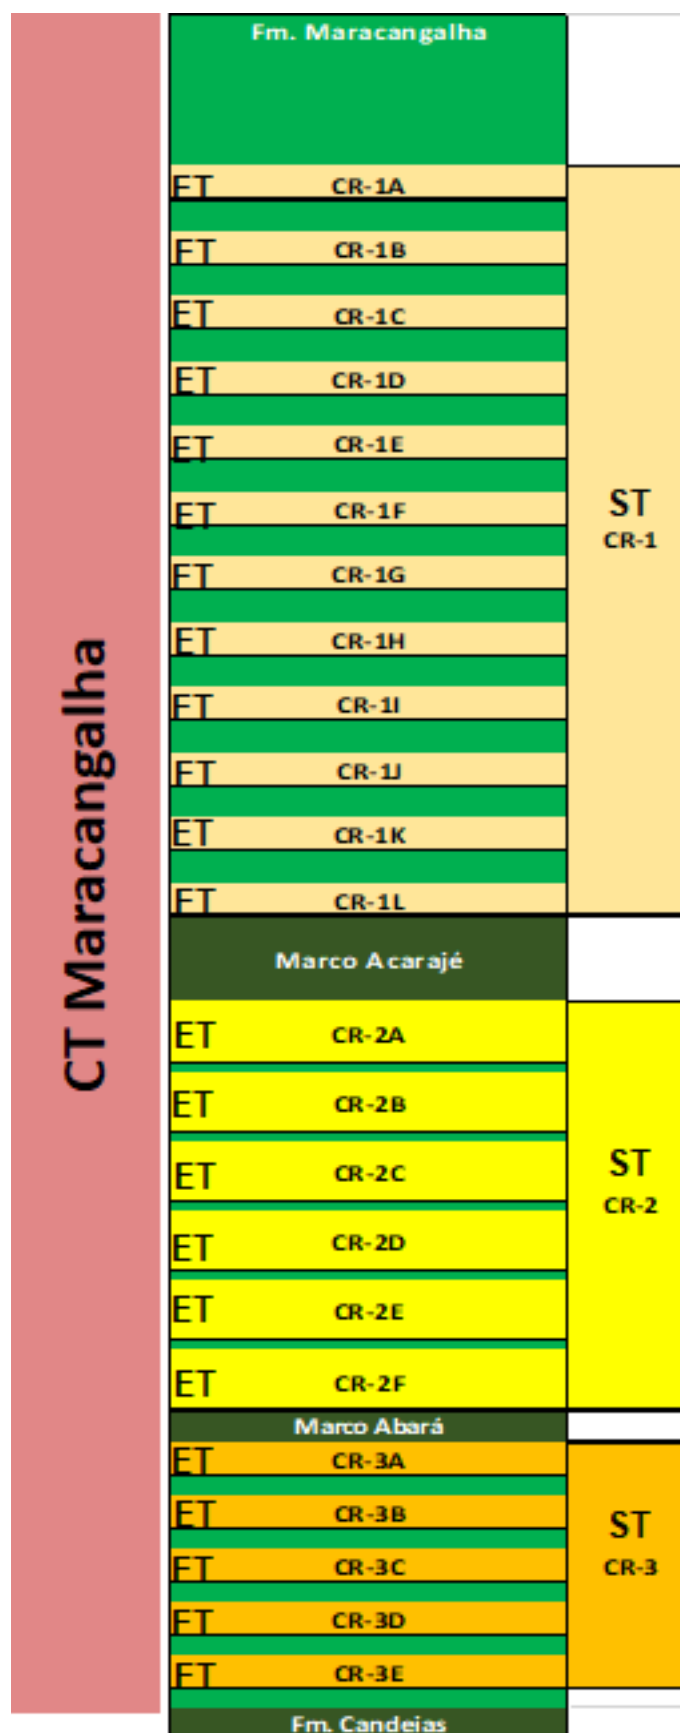 CT Maracangalha
Fm. Maracangalha
ET CR-1A
ET CR-1B
ET CR-1C
ET CR-1D
ET CR-1E
ET CR-1F
ET CR-1G
ET CR-1H
ET CR-1I
ET CR-1J
ET CR-1K
ET CR-1L
ST
CR-1
Marco Acarajé
ET CR-2A
ET CR-2B
ET CR-2C
ET CR-2D
ET CR-2E
ET CR-2F
ST
CR-2
Marco Abará
ET CR-3A
ET CR-3B
ET CR-3C
ET CR-3D
ET CR-3E
ST
CR-3
Fm. Candeias